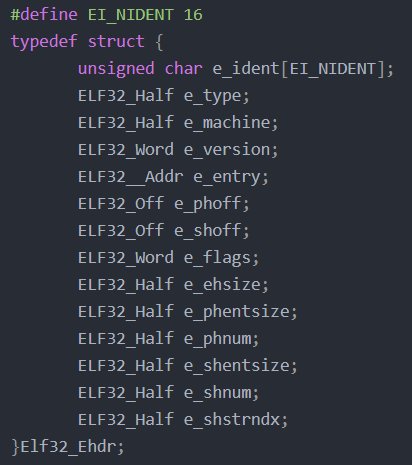 #define EI_NIDENT 16
typedef struct {
unsigned char e_ident[EI_NIDENT];
ELF32_Half e_type;
ELF32_Half e_machine;
ELF32_Word e_version;
ELF32__Addr e_entry;
ELF32_Off e_phoff;
ELF32_Off e_shoff;
ELF32_Word e_flags;
ELF32_Half e_ehsize;
ELF32_Half e_phentsize;
ELF32_Half e_phnum;
ELF32_Half e_shentsize;
ELF32_Half e_shnum;
ELF32_Half e_shstrndx;
}Elf32_Ehdr;